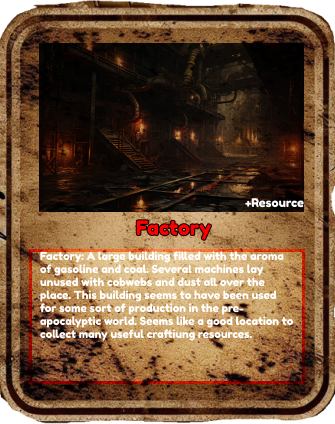 +Resource
Factory
Factory: A large building filled with the aroma
of gasoline and coal. Several machines lay
unused with cobwebs and dust all over the
place. This building seems to have been used
for some sort of production in the pre-
apocalyptic world. Seems like a good location to
collect many useful craftiung resources.